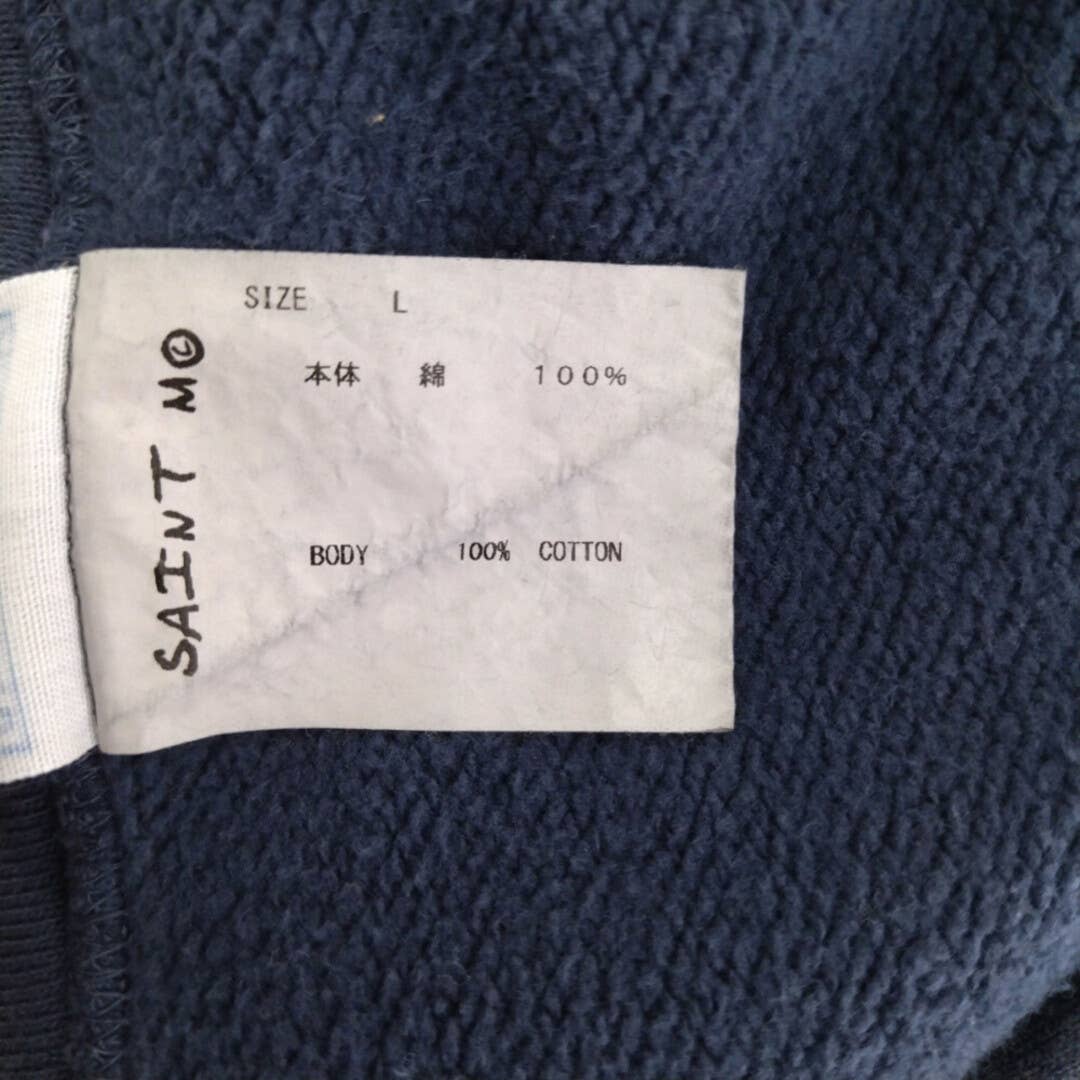 SIZE L
本体 綿 100%
BODY 100% COTTON
SAINT M©